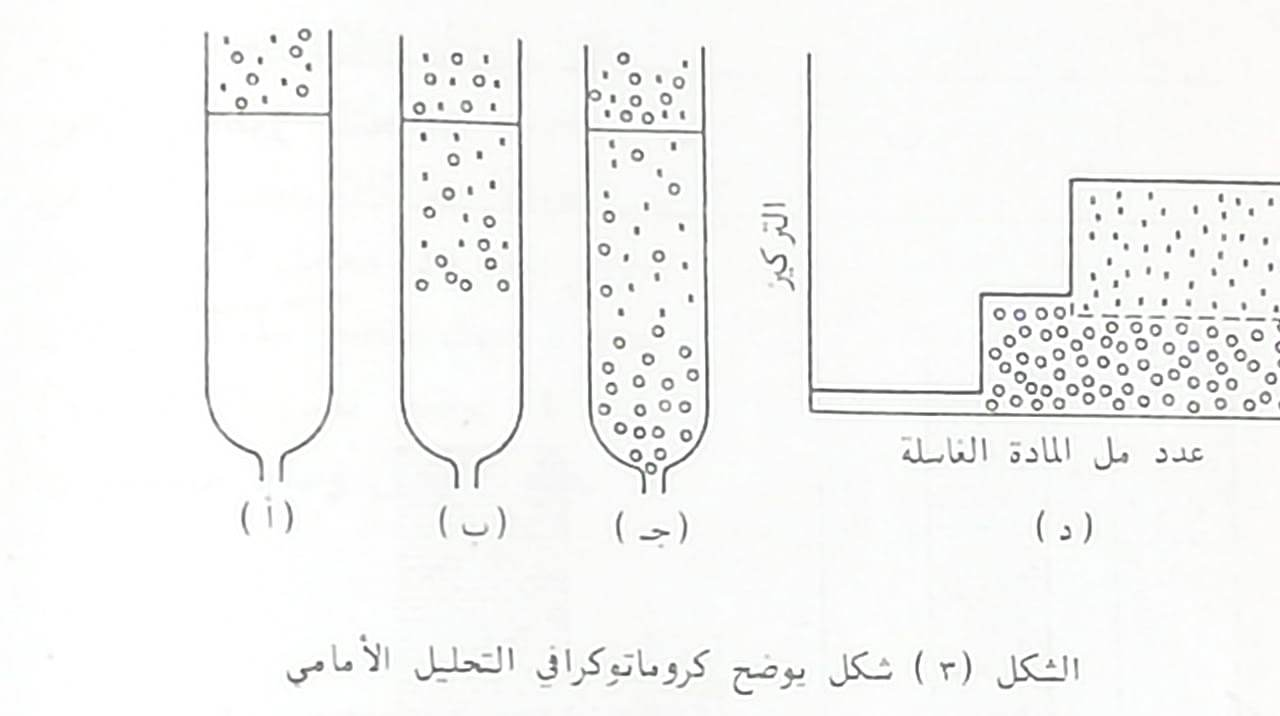 التركيز
عدد مل المادة الغاسلة
(أ)
(ب)
(جـ)
(د)
الشكل (٣) شكل يوضح كروماتوكرافي التحليل الأمامي